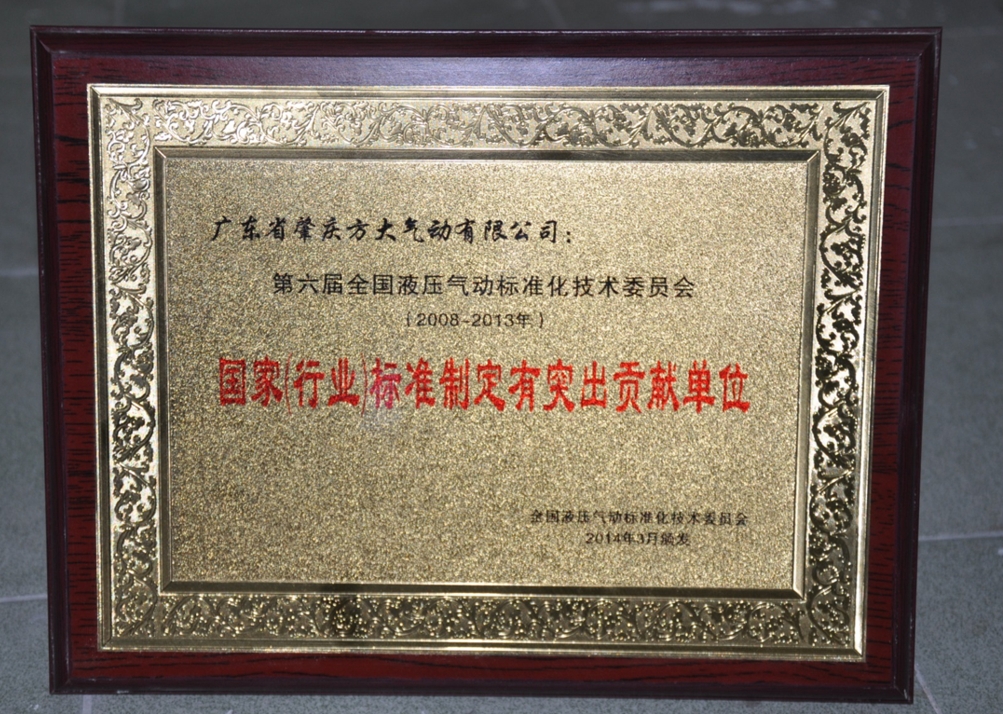 广东省肇庆方大气动有限公司：
第六届全国液压气动标准化技术委员会
（2008-2013年）
国家(行业)标准制定有突出贡献单位
全国液压气动标准化技术委员会
2014年3月颁发